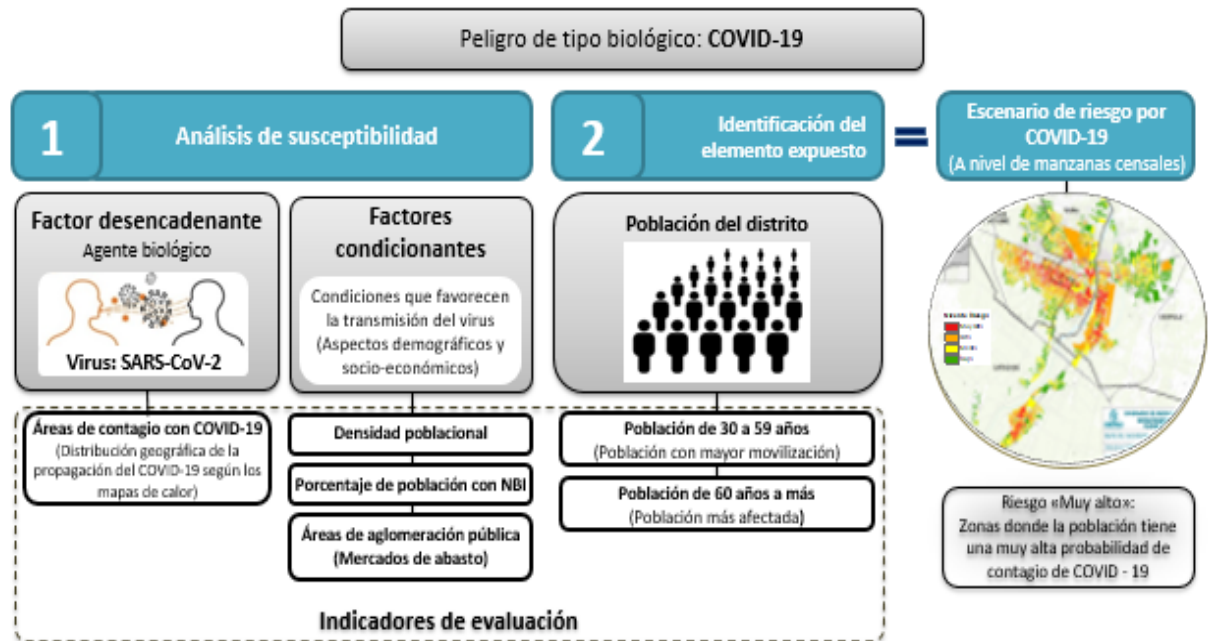 Peligro de tipo biológico: COVID-19
1
Análisis de susceptibilidad
2
Identificación del
elemento expuesto
=
Escenario de riesgo por
COVID-19
(A nivel de manzanas censales)
Factor desencadenante
Agente biológico
Virus: SARS-CoV-2
Factores
condicionantes
Condiciones que favorecen
la transmisión del virus
(Aspectos demográficos y
socio-económicos)
Población del distrito
Áreas de contagio con COVID-19
(Distribución geográfica de la
propagación del COVID-19 según los
mapas de calor)
Densidad poblacional
Porcentaje de población con NBI
Áreas de aglomeración pública
(Mercados de abasto)
Población de 30 a 59 años
(Población con mayor movilización)
Población de 60 años a más
(Población más afectada)
Indicadores de evaluación
Riesgo «Muy alto»:
Zonas donde la población tiene
una muy alta probabilidad de
contagio de COVID - 19